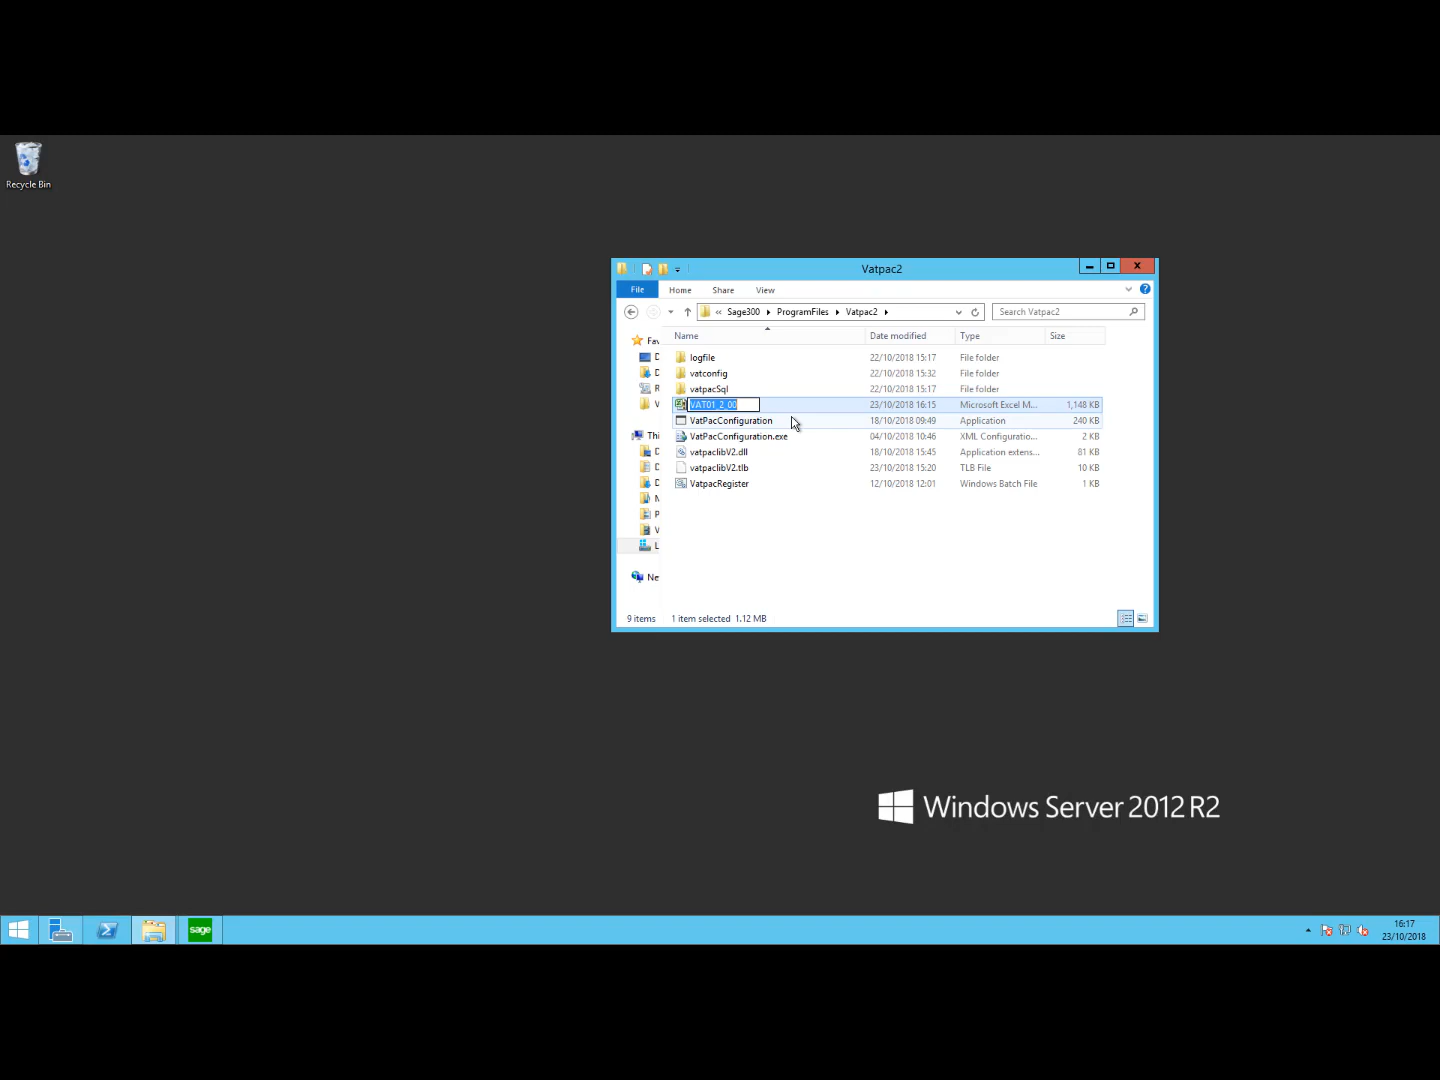 Recycle Bin
Vatpac2
File Home Share View
« Sage300 ProgramFiles Vatpac2 Search Vatpac2
Name Date modified Type Size
Fav
logfile 22/10/2018 15:17 File folder
vatconfig 22/10/2018 15:32 File folder
vatpacSql 22/10/2018 15:17 File folder
VAT01_2_00 23/10/2018 16:15 Microsoft Excel M... 1,148 KB
VatPacConfiguration 18/10/2018 09:49 Application 240 KB
Thi
VatPacConfiguration.exe 04/10/2018 10:46 XML Configuratio... 2 KB
vatpaclibV2.dll 18/10/2018 15:45 Application extens... 81 KB
vatpaclibV2.tlb 23/10/2018 15:20 TLB File 10 KB
VatpacRegister 12/10/2018 12:01 Windows Batch File 1 KB
Ne
9 items 1 item selected 1.12 MB
Windows Server 2012 R2
sage
16:17
23/10/2018